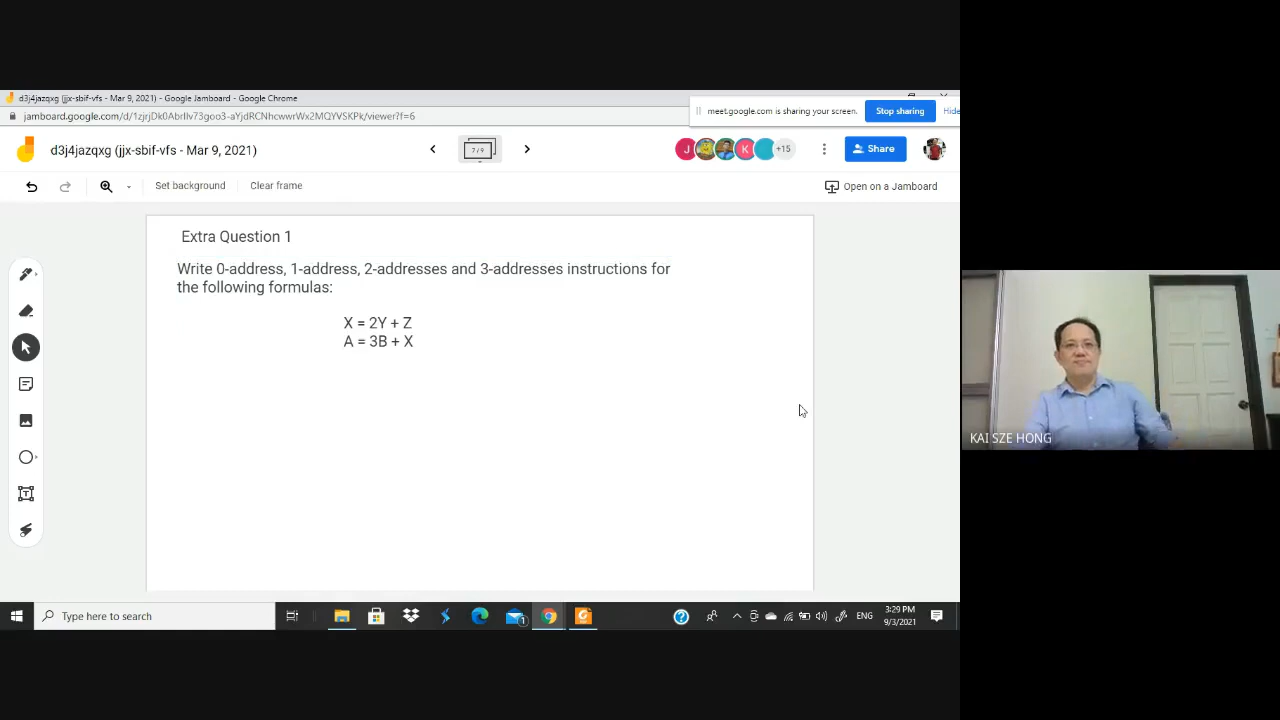 d3j4jazqxg (jjx-sbif-vfs - Mar 9, 2021) - Google Jamboard - Google Chrome
meet.google.com is sharing your screen.
Stop sharing
Hide
d3j4jazqxg (jjx-sbif-vfs - Mar 9, 2021)
7/9
J
K
+15
Share
Set background
Clear frame
Open on a Jamboard
Extra Question 1
Write 0-address, 1-address, 2-addresses and 3-addresses instructions for
the following formulas:
X = 2Y + Z
A = 3B + X
KAI SZE HONG
Type here to search
1
ENG
3:29 PM
9/3/2021